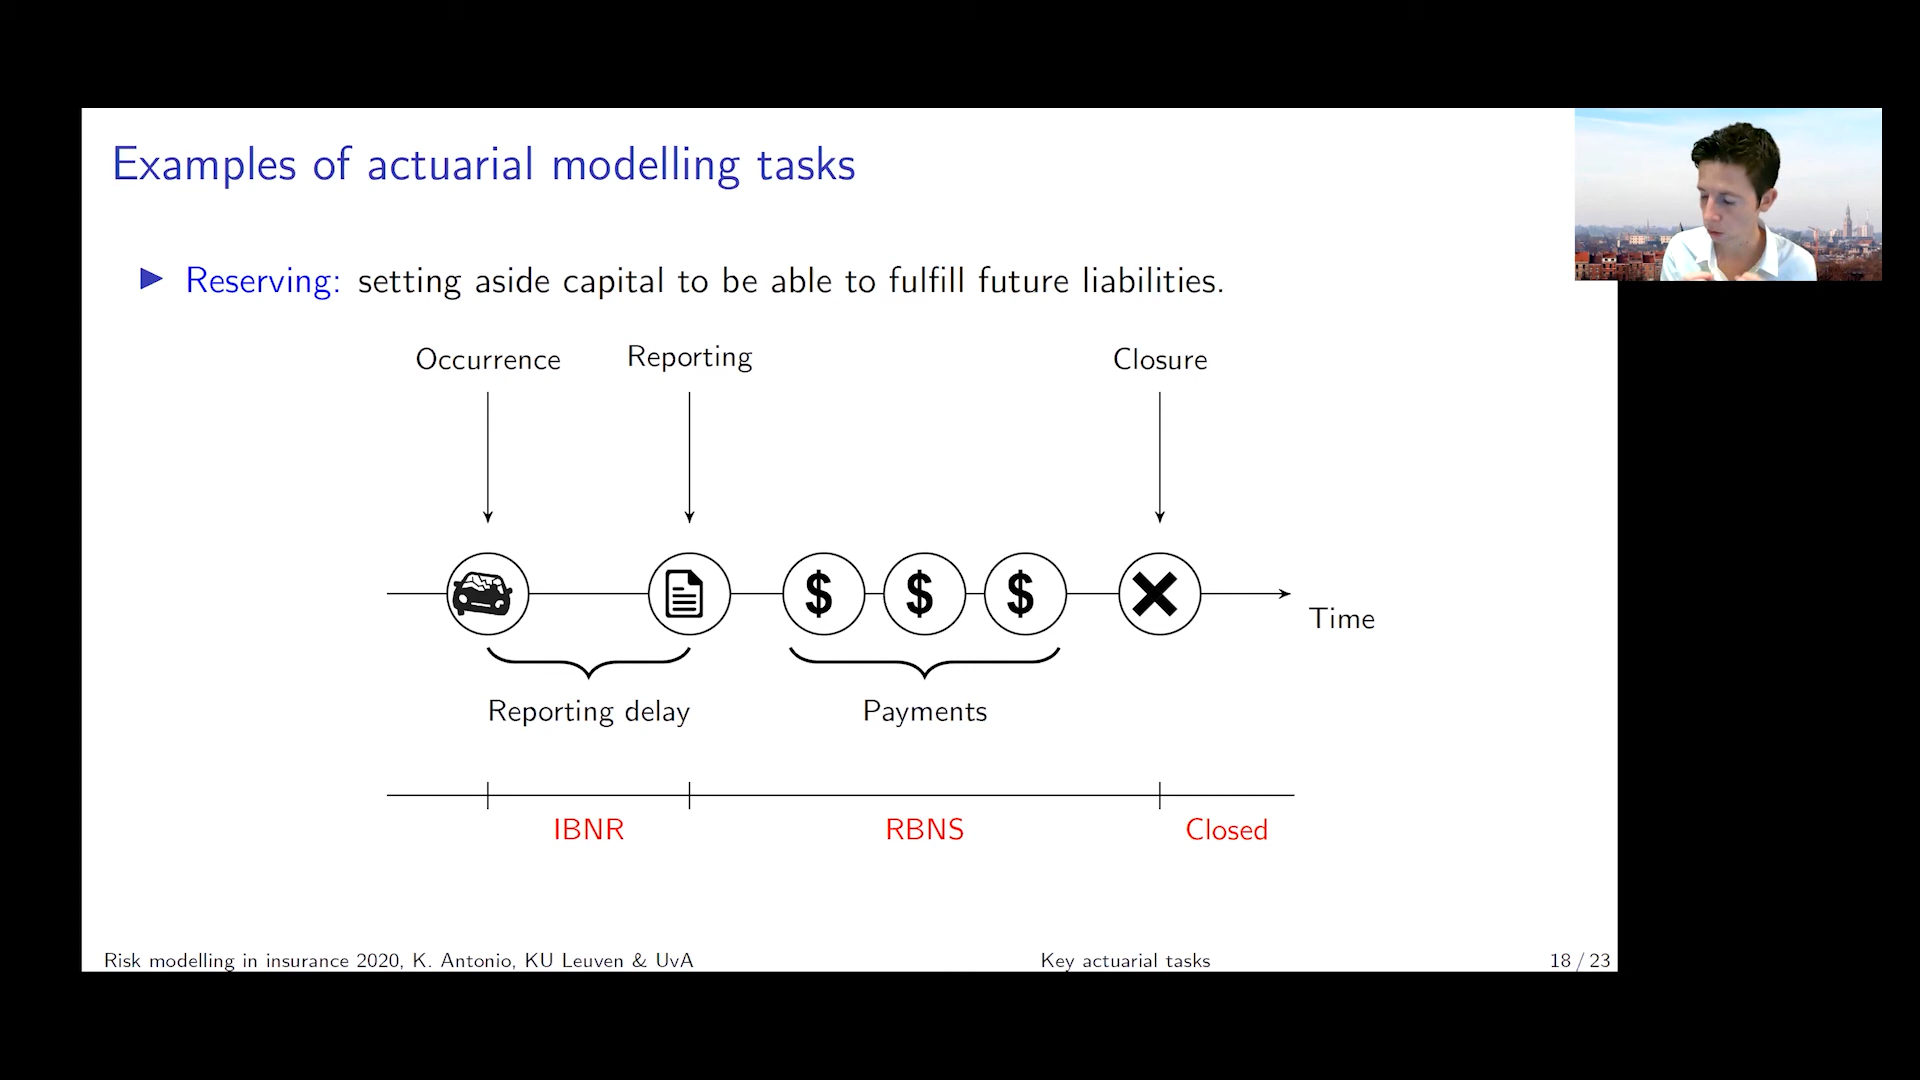 Examples of actuarial modelling tasks
Reserving: setting aside capital to be able to fulfill future liabilities.
Occurrence Reporting Closure
$ $ $
Time
Reporting delay Payments
IBNR RBNS Closed
Risk modelling in insurance 2020, K. Antonio, KU Leuven & UvA Key actuarial tasks 18 / 23